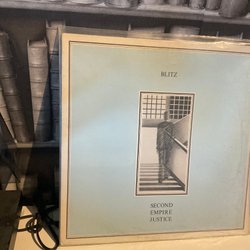 BLITZ
SECOND
EMPIRE
JUSTICE